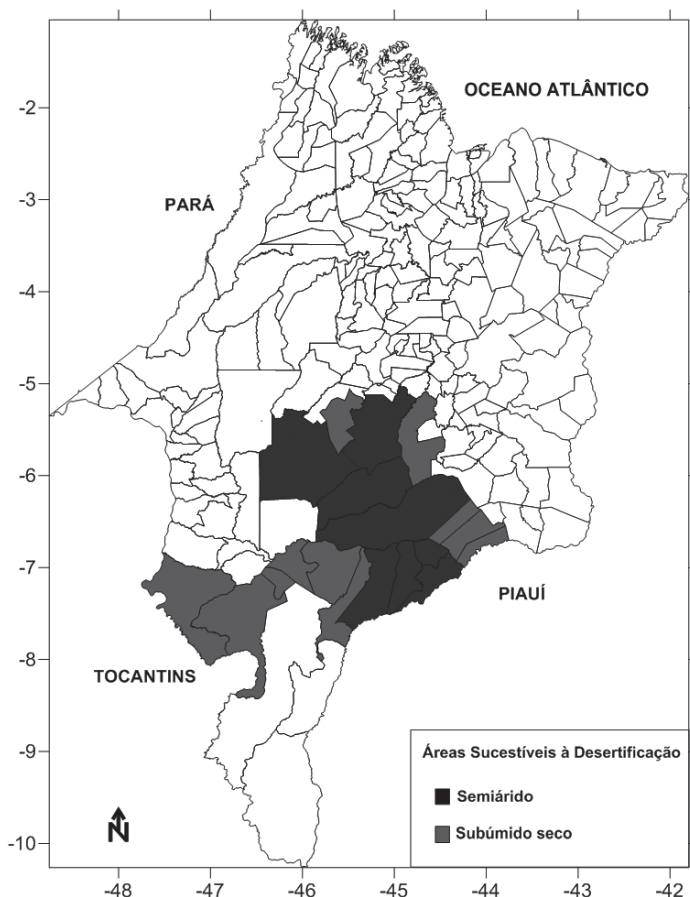 OCEANO ATLÂNTICO
-2
-3
PARÁ
-4
-5
-6
-7
PIAUÍ
-8
TOCANTINS
-9
Áreas Sucestíveis à Desertificação
Semiárido
N
Subúmido seco
-10
-48 -47 -46 -45 -44 -43 -42